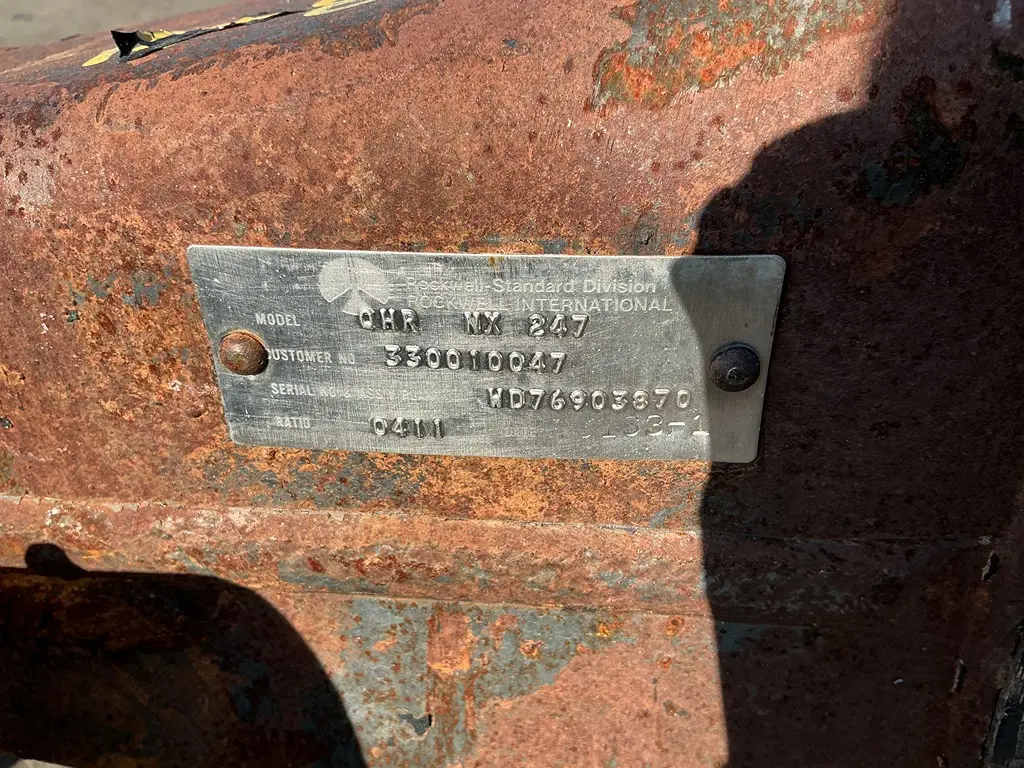 Rockwell-Standard Division
ROCKWELL INTERNATIONAL
MODEL QHR NX 247
CUSTOMER NO 330010047
SERIAL NO WD76903870
RATIO 0411